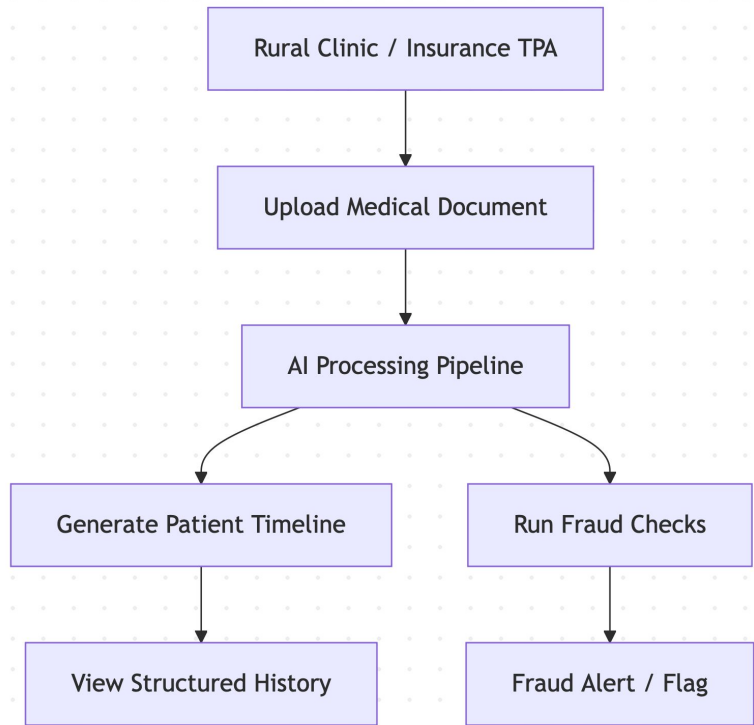 Rural Clinic / Insurance TPA
Upload Medical Document
AI Processing Pipeline
Generate Patient Timeline
Run Fraud Checks
View Structured History
Fraud Alert / Flag